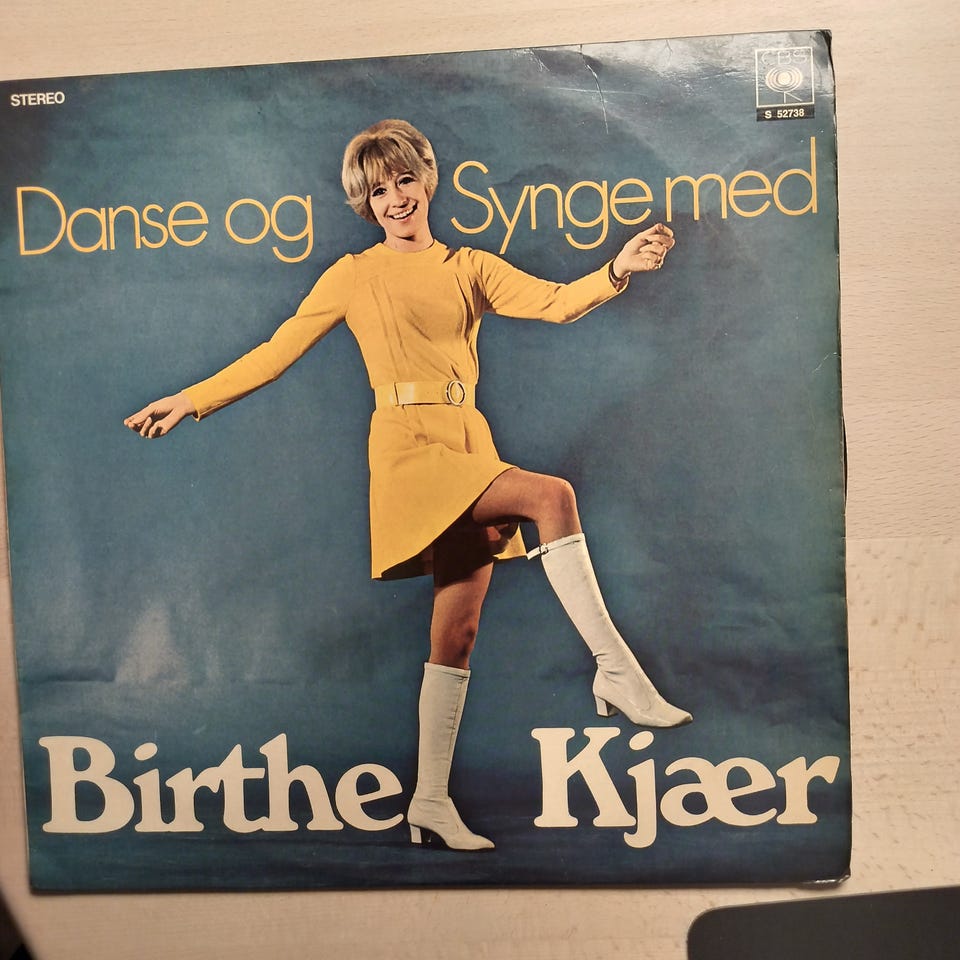 STEREO
CBS
S 52738
Danse og Synge med
Birthe Kjær